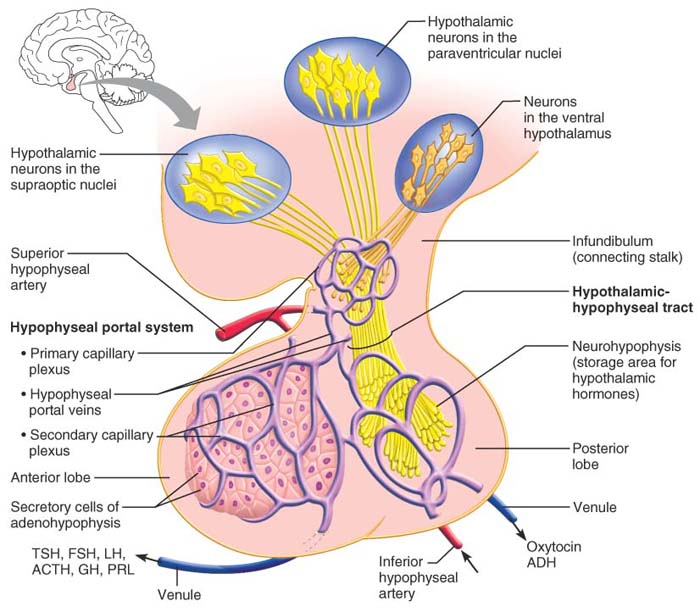 Hypothalamic
neurons in the
paraventricular nuclei
Neurons
in the ventral
hypothalamus
Hypothalamic
neurons in the
supraoptic nuclei
Superior
hypophyseal
artery
Infundibulum
(connecting stalk)
Hypothalamic-
hypophyseal tract
Hypophyseal portal system
• Primary capillary
plexus
• Hypophyseal
portal veins
• Secondary capillary
plexus
Neurohypophysis
(storage area for
hypothalamic
hormones)
Anterior lobe
Secretory cells of
adenohypophysis
Posterior
lobe
Venule
TSH, FSH, LH,
ACTH, GH, PRL
Venule
Inferior
hypophyseal
artery
Oxytocin
ADH